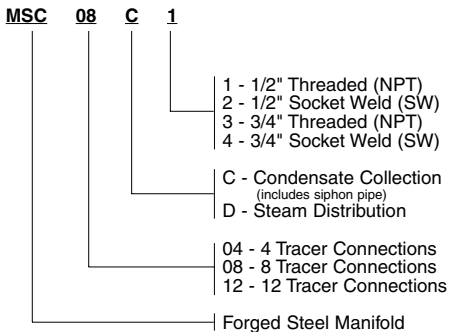 MSC 08 C 1
1 - 1/2" Threaded (NPT)
2 - 1/2" Socket Weld (SW)
3 - 3/4" Threaded (NPT)
4 - 3/4" Socket Weld (SW)
C - Condensate Collection
(includes siphon pipe)
D - Steam Distribution
04 - 4 Tracer Connections
08 - 8 Tracer Connections
12 - 12 Tracer Connections
Forged Steel Manifold